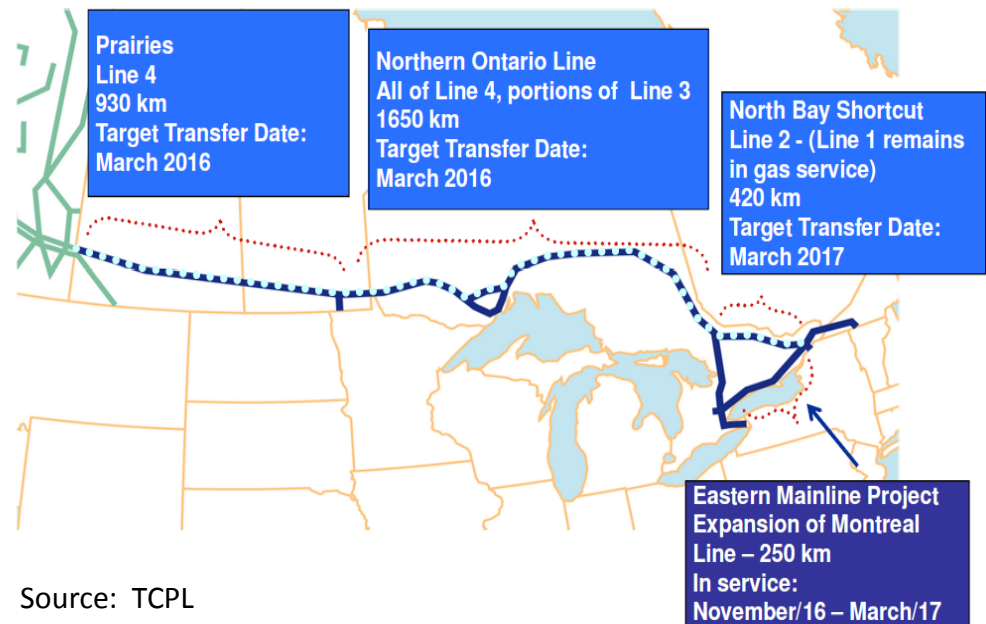 Prairies
Line 4
930 km
Target Transfer Date:
March 2016
Northern Ontario Line
All of Line 4, portions of Line 3
1650 km
Target Transfer Date:
March 2016
North Bay Shortcut
Line 2 - (Line 1 remains
in gas service)
420 km
Target Transfer Date:
March 2017
Eastern Mainline Project
Expansion of Montreal
Line – 250 km
In service:
November/16 – March/17
Source: TCPL